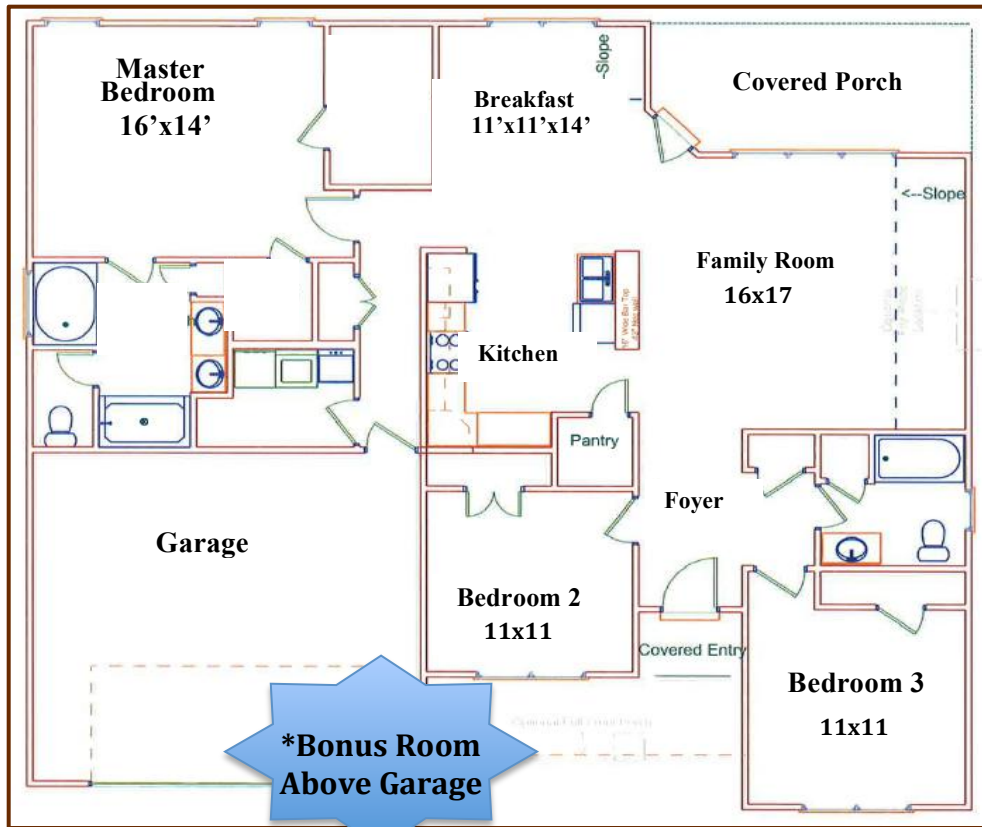 Master
Bedroom
16’x14’
Breakfast
11’x11’x14’
-Slope
Covered Porch
<--Slope
Family Room
16x17
Kitchen
Pantry
Foyer
Garage
Bedroom 2
11x11
Covered Entry
Bedroom 3
11x11
*Bonus Room
Above Garage